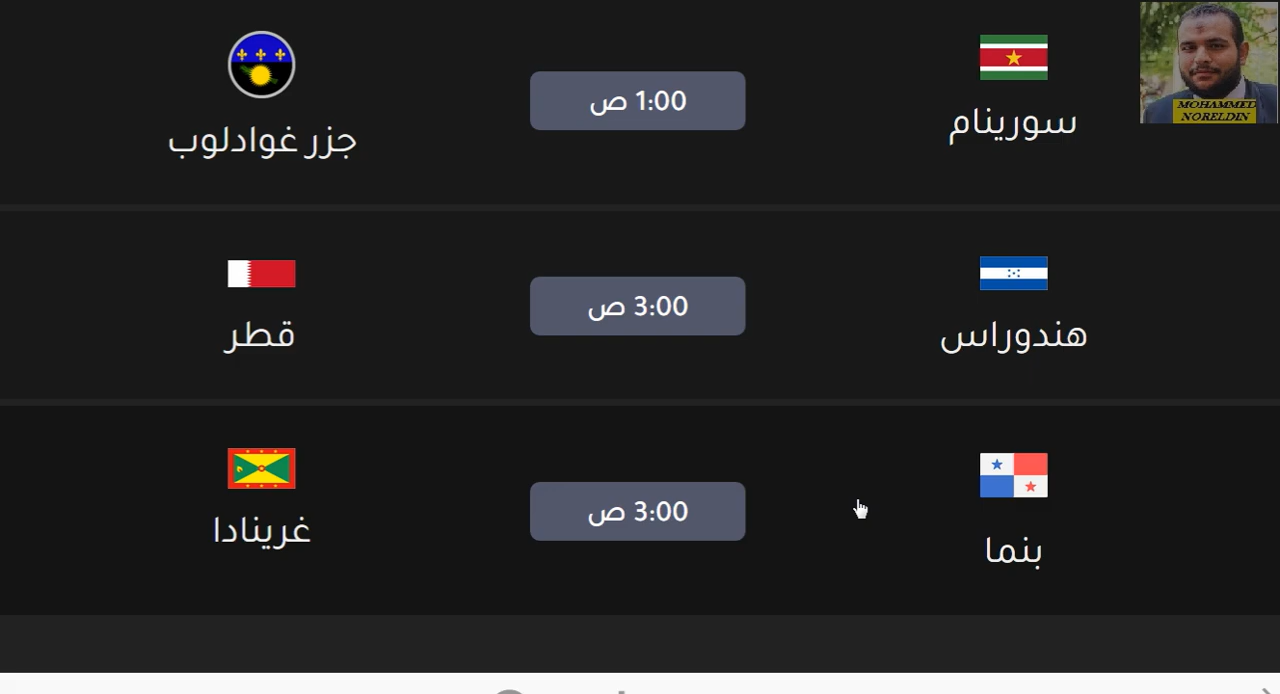 سورينام
1:00 ص
جزر غوادلوب
MOHAMMED
NORELDIN
هندوراس
3:00 ص
قطر
بنما
3:00 ص
غرينادا